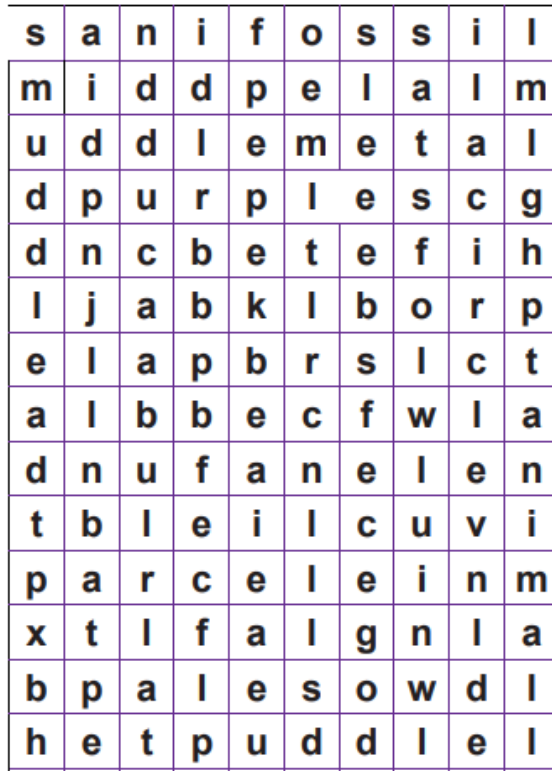 s a n i f o s s i l
m i d d p e l a l m
u d d l e m e t a l
d p u r p l e s c g
d n c b e t e f i h
l j a b k l b o r p
e l a p b r s l c t
a l b b e c f w l a
d n u f a n e l e n
t b l e i l c u v i
p a r c e l e i n m
x t l f a l g n l a
b p a l e s o w d l
h e t p u d d l e l